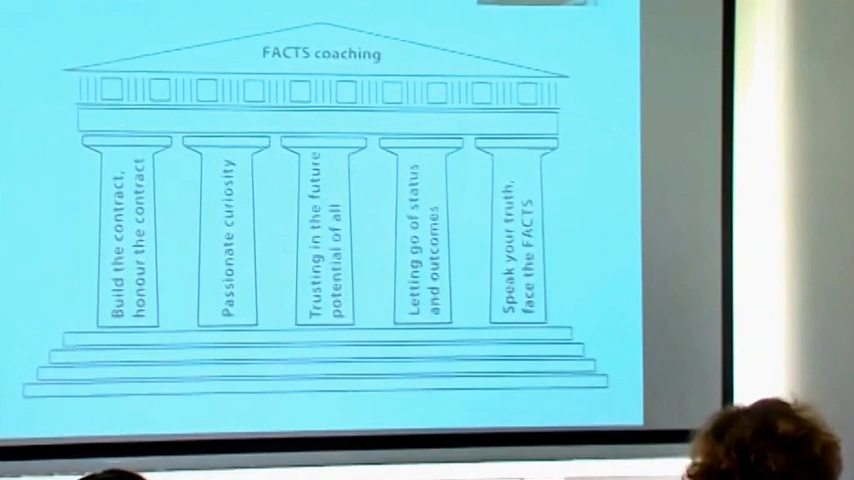 FACTS coaching
Build the contract,
honour the contract
Passionate curiosity
Trusting in the future
potential of all
Letting go of status
and outcomes
Speak your truth,
face the FACTS